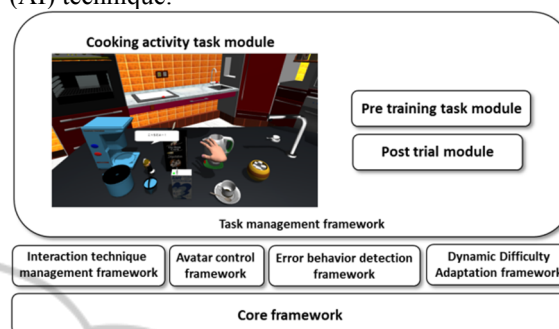 (AI) technique.
Cooking activity task module
Pre training task module
Post trial module
Task management framework
Interaction technique
management framework
Avatar control
framework
Error behavior detection
framework
Dynamic Difficulty
Adaptation framework
Core framework